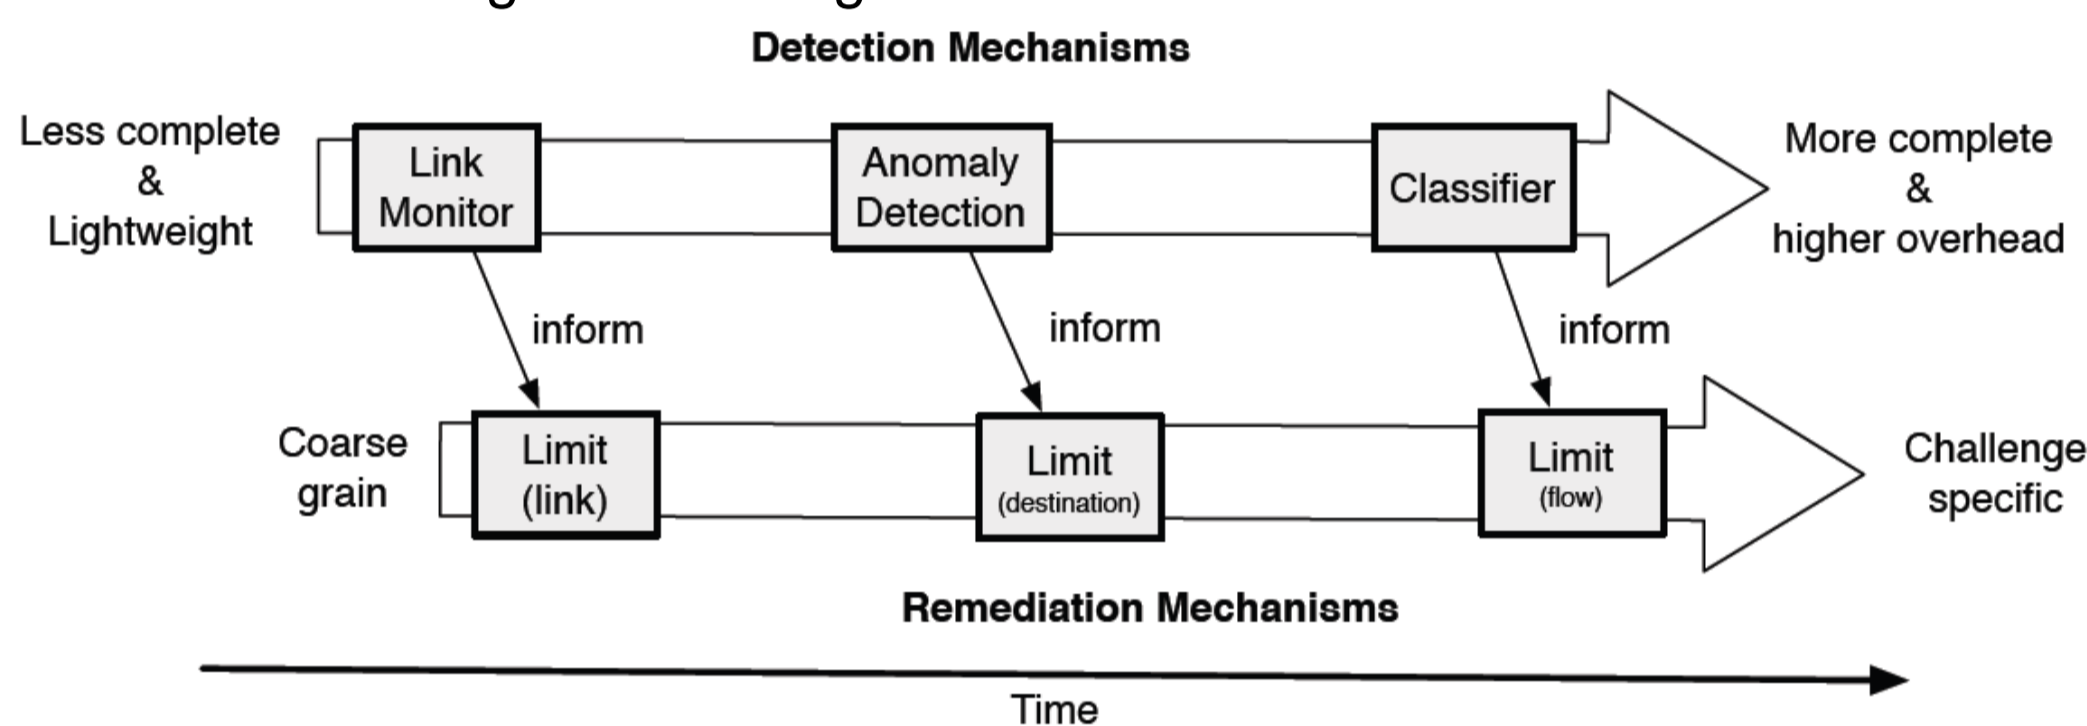 Detection Mechanisms
Less complete
&
Lightweight
Link
Monitor
Anomaly
Detection
Classifier
More complete
&
higher overhead
inform
inform
inform
Coarse
grain
Limit
(link)
Limit
(destination)
Limit
(flow)
Challenge
specific
Remediation Mechanisms
Time